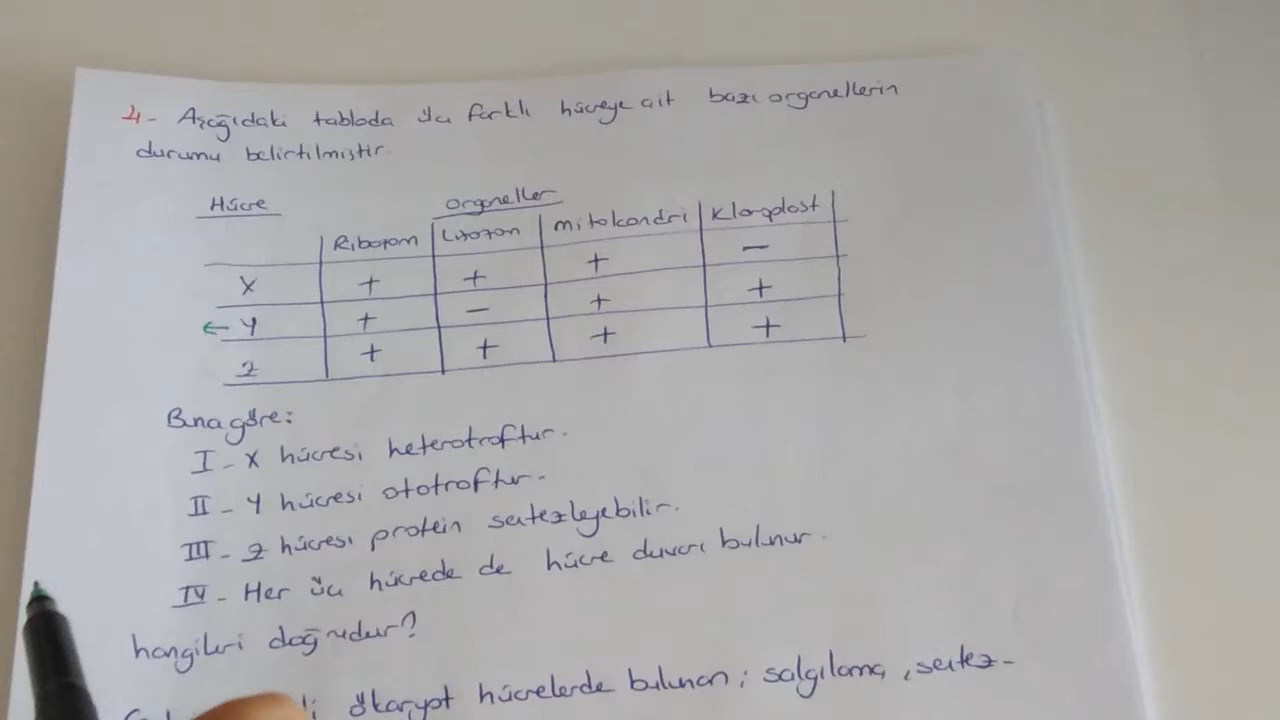 4- Aşağıdaki tabloda üç farklı hücreye ait bazı organellerin
durumu belirtilmiştir.
Hücre organeller
Ribozom Lizozom mitokondri Kloroplast
X + + + -
← Y + - + +
Z + + + +
Buna göre:
I - X hücresi heterotroftur.
II - Y hücresi ototroftur.
III - Z hücresi protein sentezleyebilir.
IV - Her üç hücrede de hücre duvarı bulunur.
hangileri doğrudur?
ökaryot hücrelerde bulunan; salgılama, sentez-